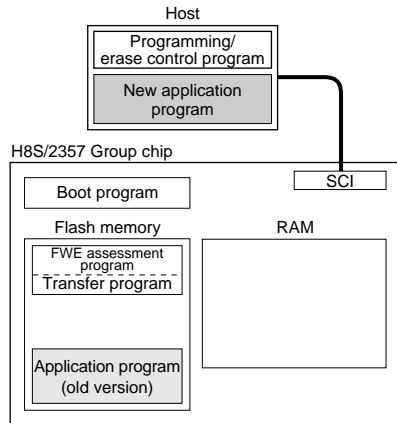 Host
Programming/
erase control program
New application
program
H8S/2357 Group chip
SCI
Boot program
Flash memory
RAM
FWE assessment
program
Transfer program
Application program
(old version)